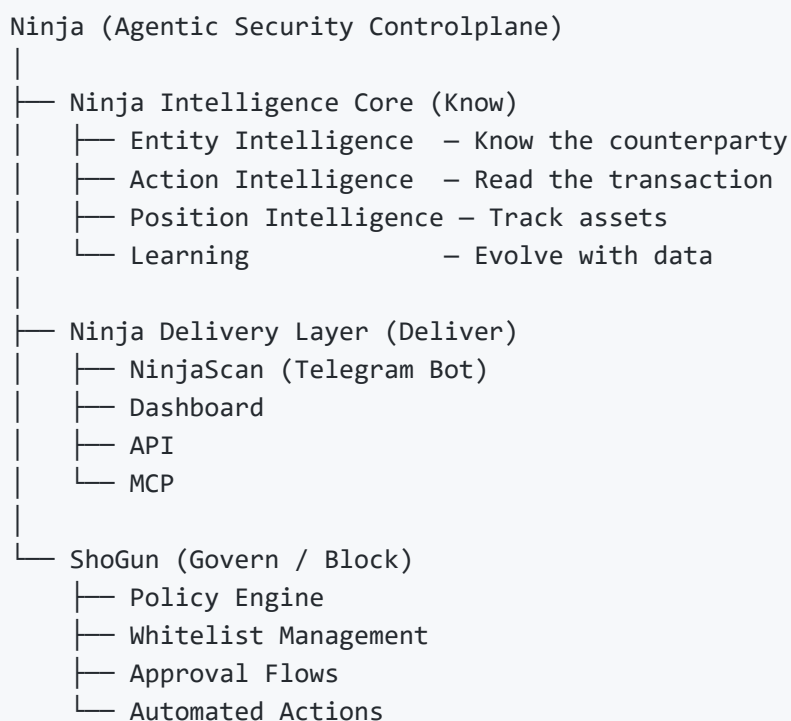 Ninja (Agentic Security Controlplane)
│
├── Ninja Intelligence Core (Know)
│   ├── Entity Intelligence  — Know the counterparty
│   ├── Action Intelligence  — Read the transaction
│   ├── Position Intelligence — Track assets
│   └── Learning             — Evolve with data
│
├── Ninja Delivery Layer (Deliver)
│   ├── NinjaScan (Telegram Bot)
│   ├── Dashboard
│   ├── API
│   └── MCP
│
└── ShoGun (Govern / Block)
    ├── Policy Engine
    ├── Whitelist Management
    ├── Approval Flows
    └── Automated Actions